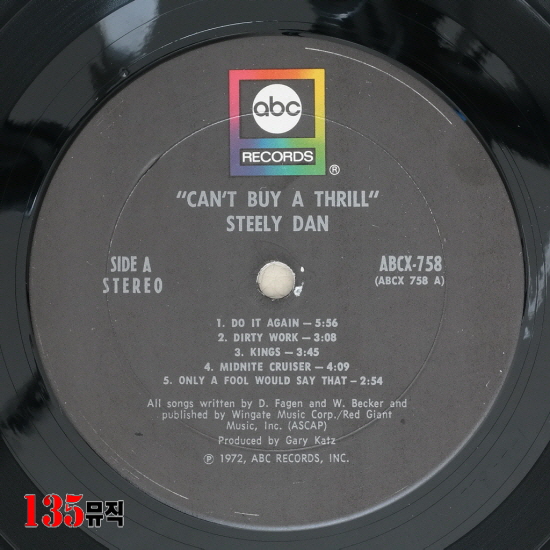 abc
RECORDS
®
"CAN'T BUY A THRILL"
STEELY DAN
SIDE A
STEREO
ABCX-758
(ABCX 758 A)
1. DO IT AGAIN — 5:56
2. DIRTY WORK — 3:08
3. KINGS — 3:45
4. MIDNITE CRUISER — 4:09
5. ONLY A FOOL WOULD SAY THAT — 2:54
All songs written by D. Fagen and W. Becker and
published by Wingate Music Corp./Red Giant
Music, Inc. (ASCAP)
Produced by Gary Katz
℗ 1972, ABC RECORDS, INC.
135뮤직